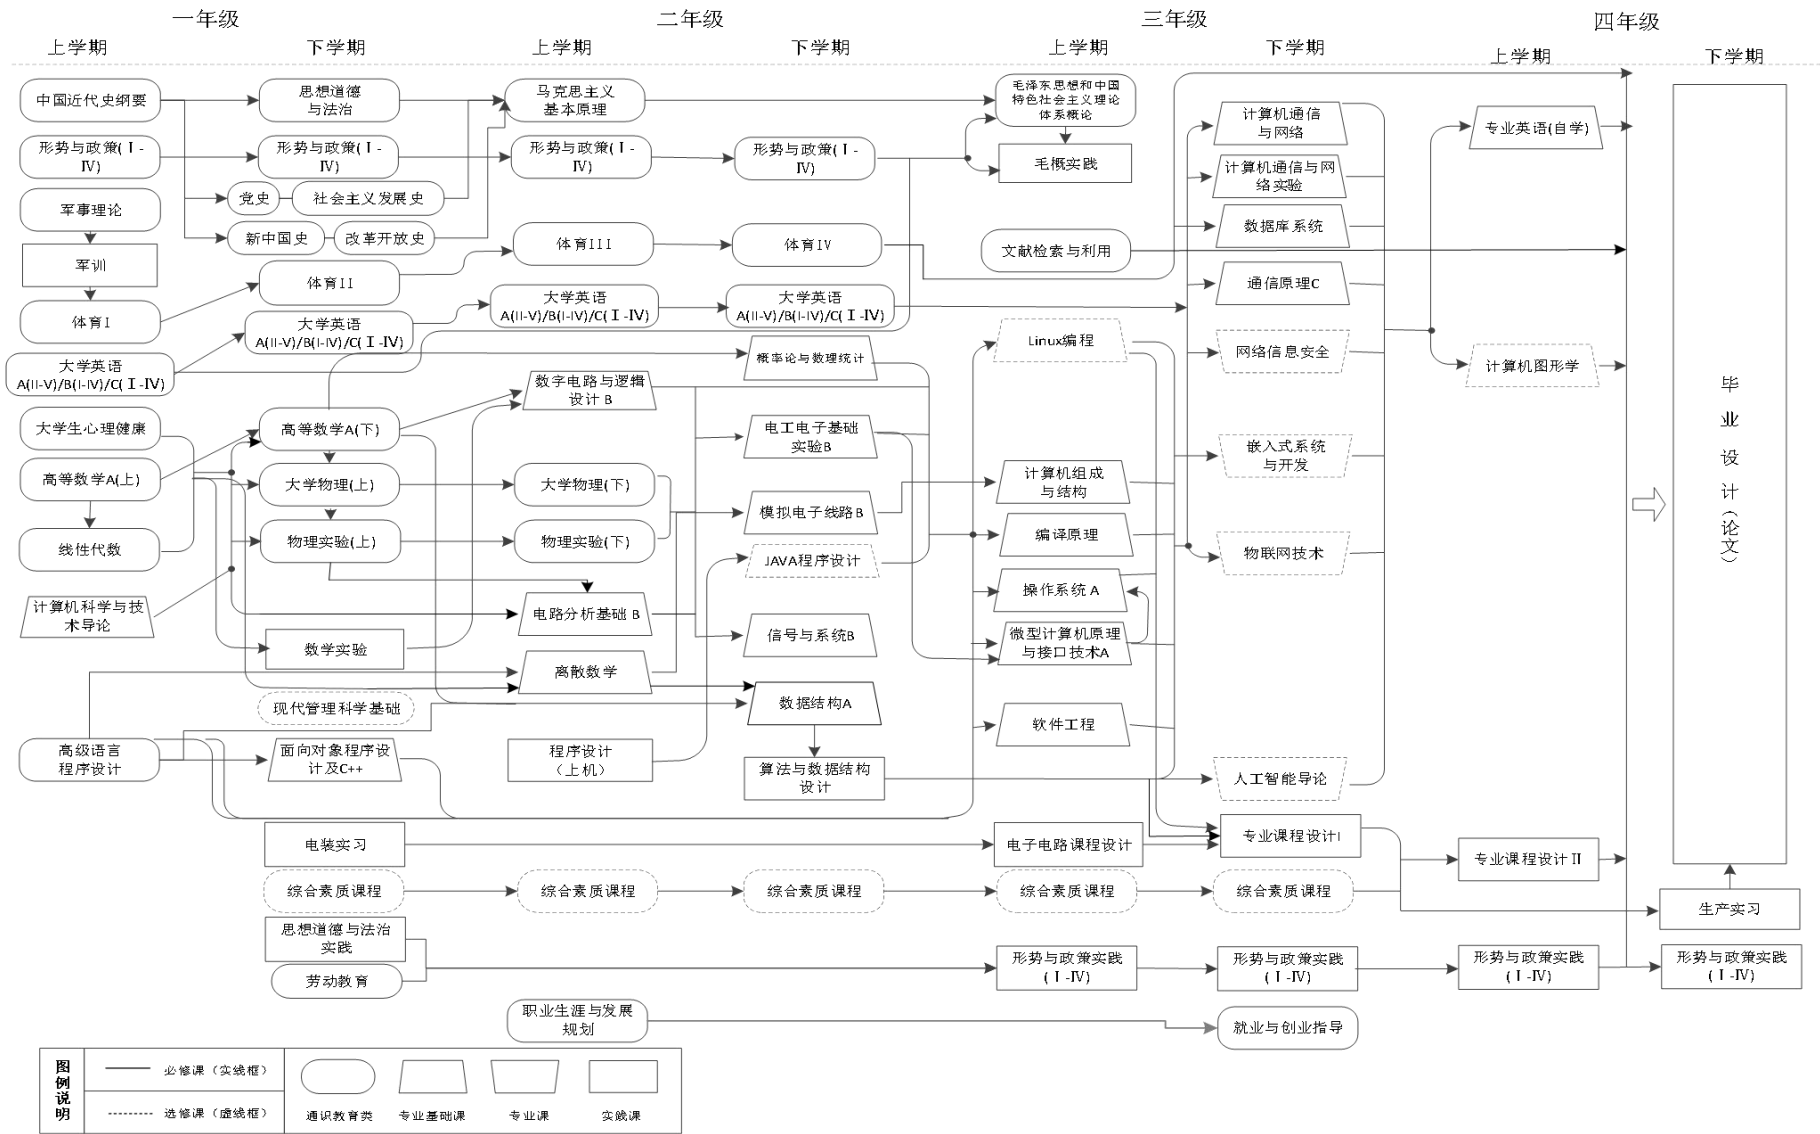 一年级
二年级
三年级
四年级
上学期
下学期
上学期
下学期
上学期
下学期
上学期
下学期
中国近代史纲要
形势与政策(Ⅰ-
Ⅳ)
军事理论
军训
体育I
大学英语
A(II-V)/B(I-IV)/C(Ⅰ-Ⅳ)
大学生心理健康
高等数学A(上)
线性代数
计算机科学与技
术导论
高级语言
程序设计
思想道德
与法治
形势与政策(Ⅰ-
Ⅳ)
党史
社会主义发展史
新中国史
改革开放史
体育II
大学英语
A(II-V)/B(I-IV)/C(Ⅰ-Ⅳ)
高等数学A(下)
大学物理(上)
物理实验(上)
数学实验
现代管理科学基础
面向对象程序设
计及C++
电装实习
综合素质课程
思想道德与法治
实践
劳动教育
马克思主义
基本原理
形势与政策(Ⅰ-
Ⅳ)
体育III
大学英语
A(II-V)/B(I-IV)/C(Ⅰ-Ⅳ)
数字电路与逻辑
设计 B
大学物理(下)
物理实验(下)
电路分析基础 B
离散数学
程序设计
（上机）
综合素质课程
职业生涯与发展
规划
形势与政策(Ⅰ-
Ⅳ)
体育IV
大学英语
A(II-V)/B(I-IV)/C(Ⅰ-Ⅳ)
概率论与数理统计
电工电子基础
实验B
模拟电子线路B
JAVA程序设计
信号与系统B
数据结构A
算法与数据结构
设计
综合素质课程
毛泽东思想和中国
特色社会主义理论
体系概论
毛概实践
文献检索与利用
Linux编程
计算机组成
与结构
编译原理
操作系统 A
微型计算机原理
与接口技术A
软件工程
电子电路课程设计
综合素质课程
形势与政策实践
(Ⅰ-Ⅳ)
计算机通信
与网络
计算机通信与网
络实验
数据库系统
通信原理C
网络信息安全
嵌入式系统
与开发
物联网技术
人工智能导论
专业课程设计I
综合素质课程
形势与政策实践
(Ⅰ-Ⅳ)
就业与创业指导
专业英语(自学)
计算机图形学
专业课程设计Ⅱ
形势与政策实践
(Ⅰ-Ⅳ)
毕业设计（论文）
生产实习
形势与政策实践
(Ⅰ-Ⅳ)
图例说明
必修课（实线框）
选修课（虚线框）
通识教育类
专业基础课
专业课
实践课